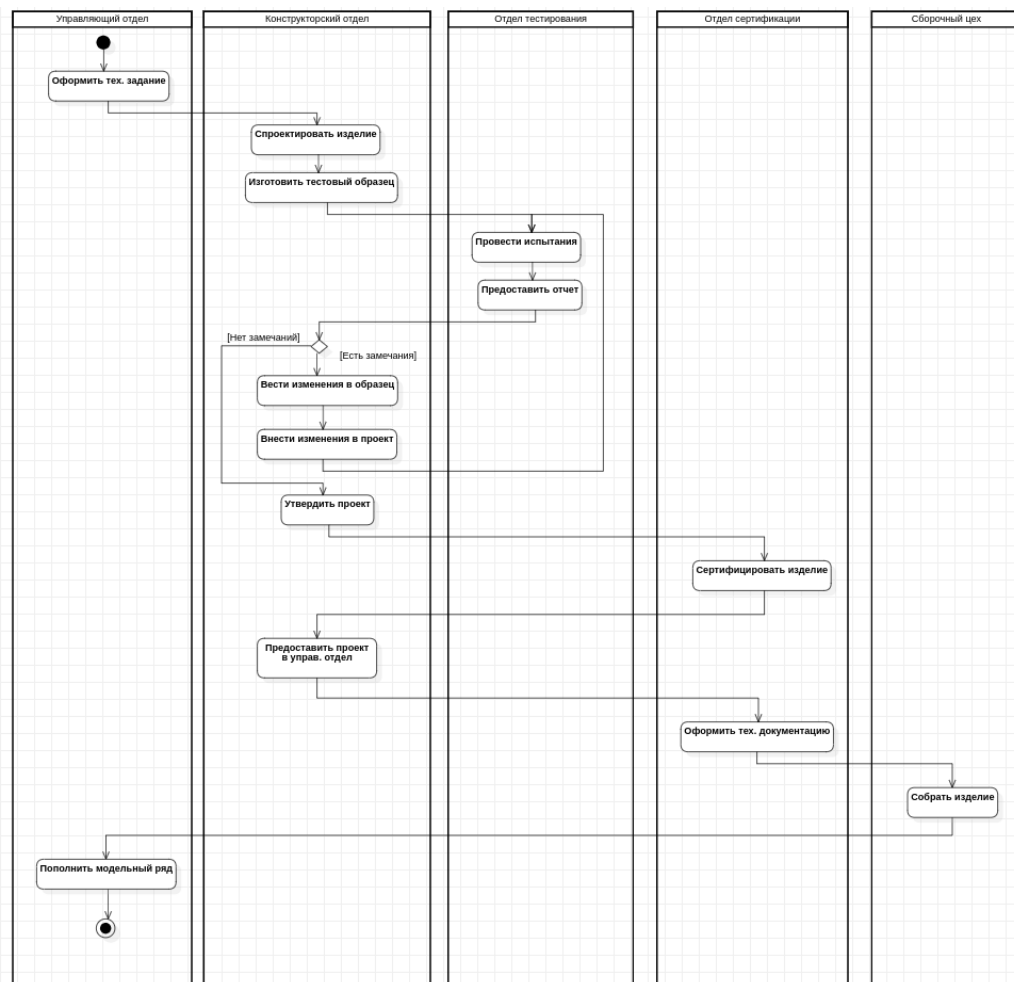 Управляющий отдел
Конструкторский отдел
Отдел тестирования
Отдел сертификации
Сборочный цех
Оформить тех. задание
Спроектировать изделие
Изготовить тестовый образец
Провести испытания
Предоставить отчет
[Нет замечаний]
[Есть замечания]
Вести изменения в образец
Внести изменения в проект
Утвердить проект
Сертифицировать изделие
Предоставить проект
в управ. отдел
Оформить тех. документацию
Собрать изделие
Пополнить модельный ряд